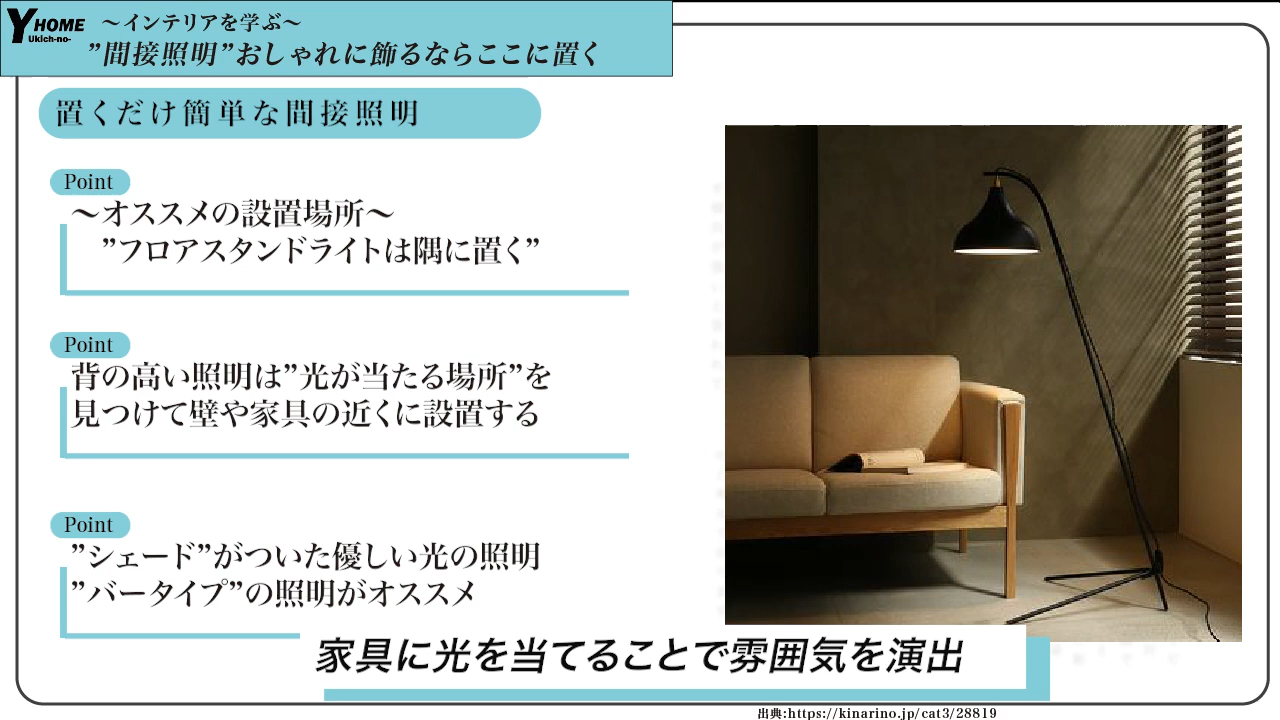 YHOME
Ukich-no-
～インテリアを学ぶ～
”間接照明”おしゃれに飾るならここに置く
置くだけ簡単な間接照明
Point
～オススメの設置場所～
”フロアスタンドライトは隅に置く”
Point
背の高い照明は”光が当たる場所”を
見つけて壁や家具の近くに設置する
Point
”シェード”がついた優しい光の照明
”バータイプ”の照明がオススメ
家具に光を当てることで雰囲気を演出
出典:https://kinarino.jp/cat3/28819